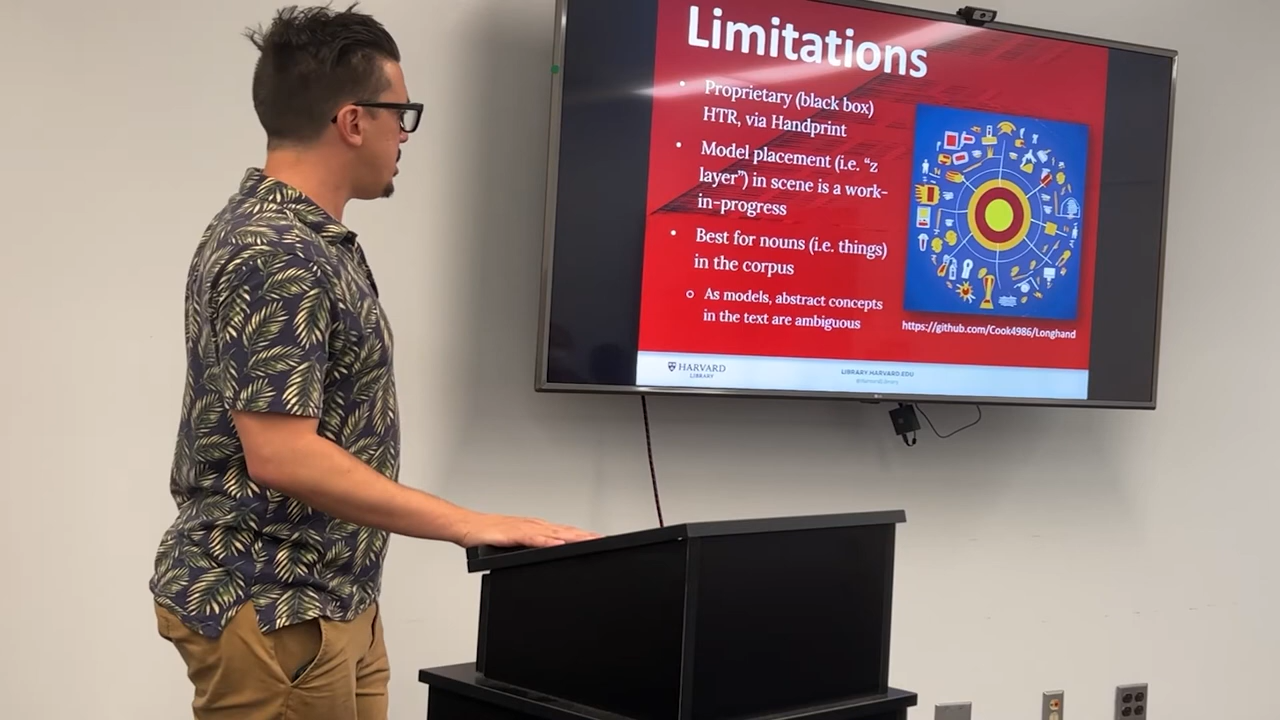 Limitations
• Proprietary (black box)
HTR, via Handprint
• Model placement (i.e. “z
layer”) in scene is a work-
in-progress
• Best for nouns (i.e. things)
in the corpus
○ As models, abstract concepts
in the text are ambiguous
https://github.com/Cook4986/Longhand
HARVARD
LIBRARY
LIBRARY.HARVARD.EDU
LG